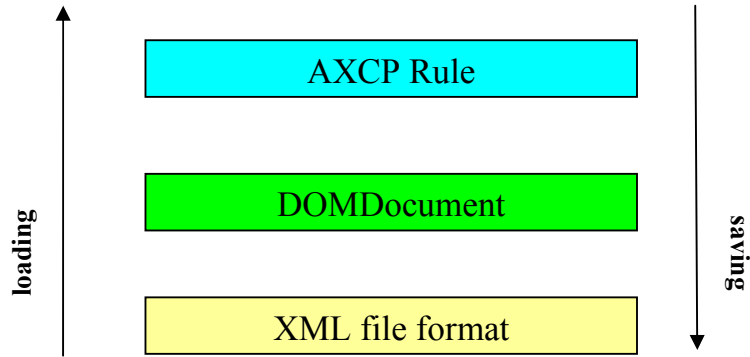 AXCP Rule
DOMDocument
XML file format
loading
saving